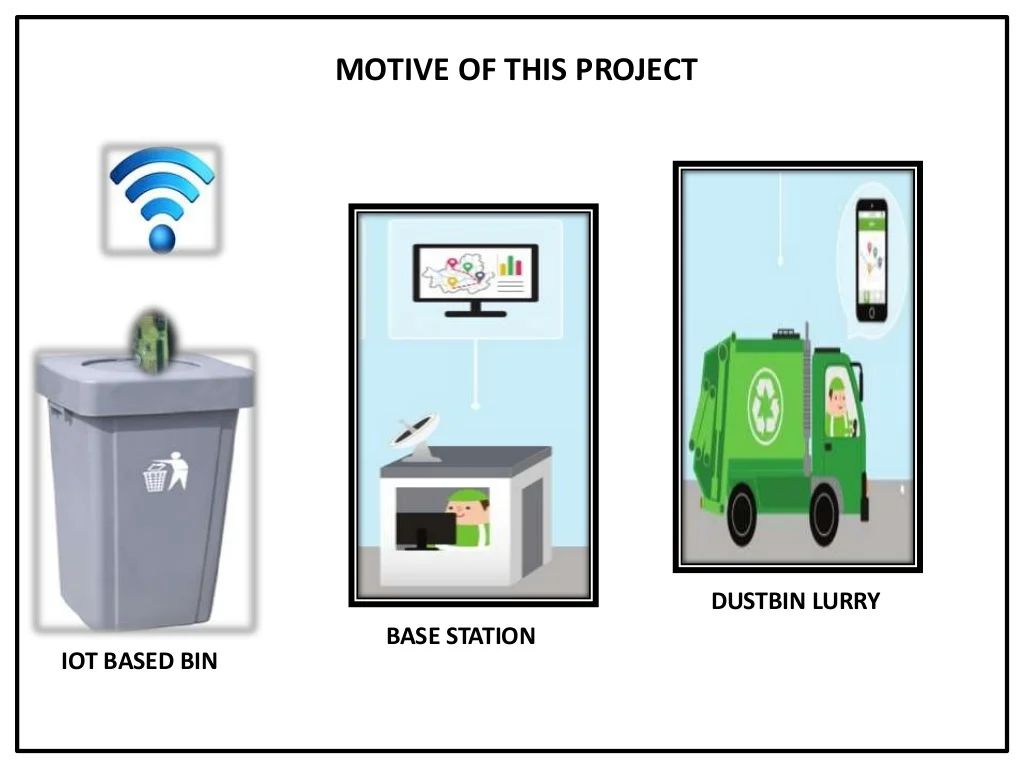 MOTIVE OF THIS PROJECT
IOT BASED BIN
BASE STATION
DUSTBIN LURRY